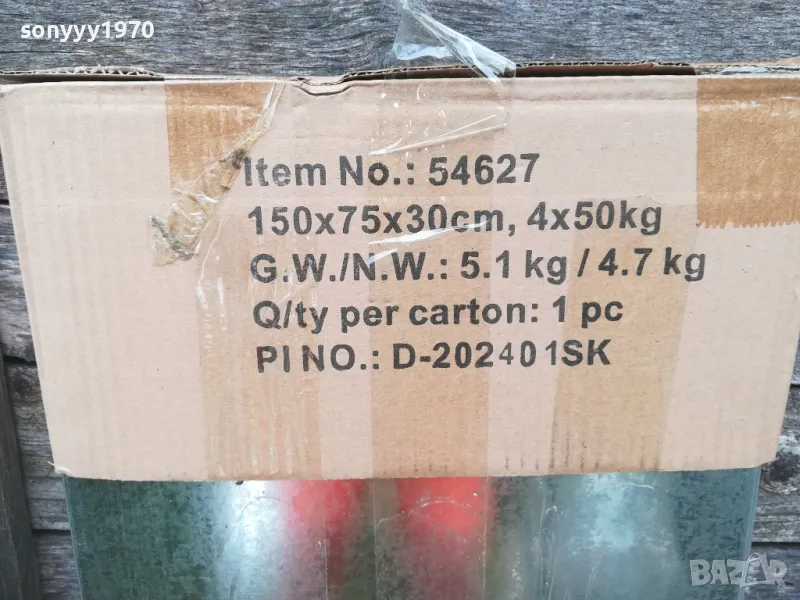 sonyyy1970
Item No.: 54627
150x75x30cm, 4x50kg
G.W./N.W.: 5.1 kg / 4.7 kg
Q/ty per carton: 1 pc
PI NO.: D-202401SK
BAZAR